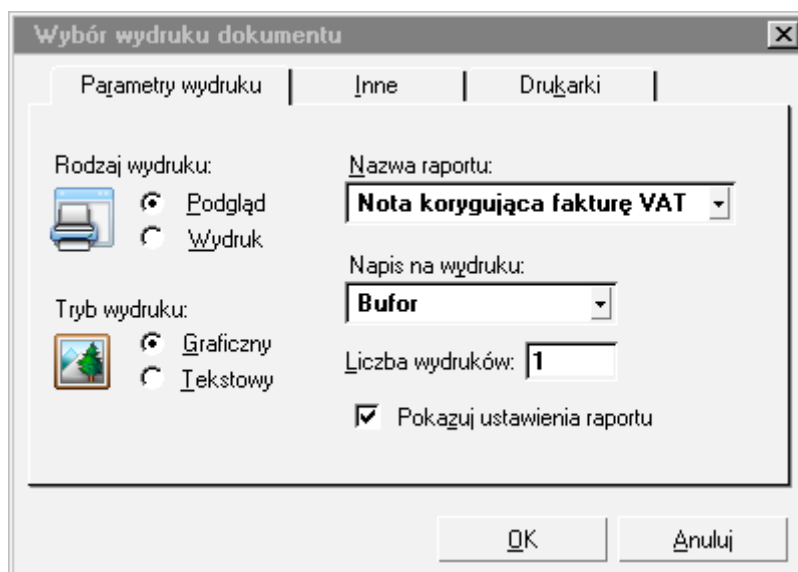 Wybór wydruku dokumentu
Parametry wydruku
Inne
Drukarki
Rodzaj wydruku:
Podgląd
Wydruk
Tryb wydruku:
Graficzny
Tekstowy
Nazwa raportu:
Nota korygująca fakturę VAT
Napis na wydruku:
Bufor
Liczba wydruków: 1
Pokazuj ustawienia raportu
OK
Anuluj